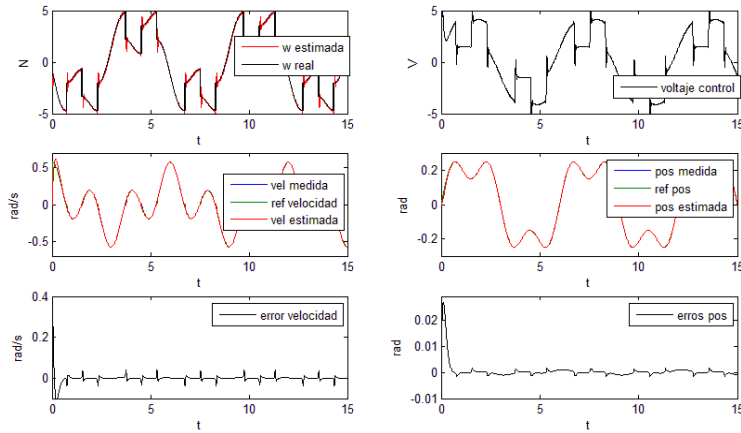 5
0
-5
N
w estimada
w real
0
5
10
15
t
5
0
-5
V
voltaje control
0
5
10
15
t
0.5
0
-0.5
rad/s
vel medida
ref velocidad
vel estimada
0
5
10
15
t
0.2
0
-0.2
rad
pos medida
ref pos
pos estimada
0
5
10
15
t
0.4
0.2
0
rad/s
error velocidad
0
5
10
15
t
0.02
0.01
0
-0.01
rad
erros pos
0
5
10
15
t